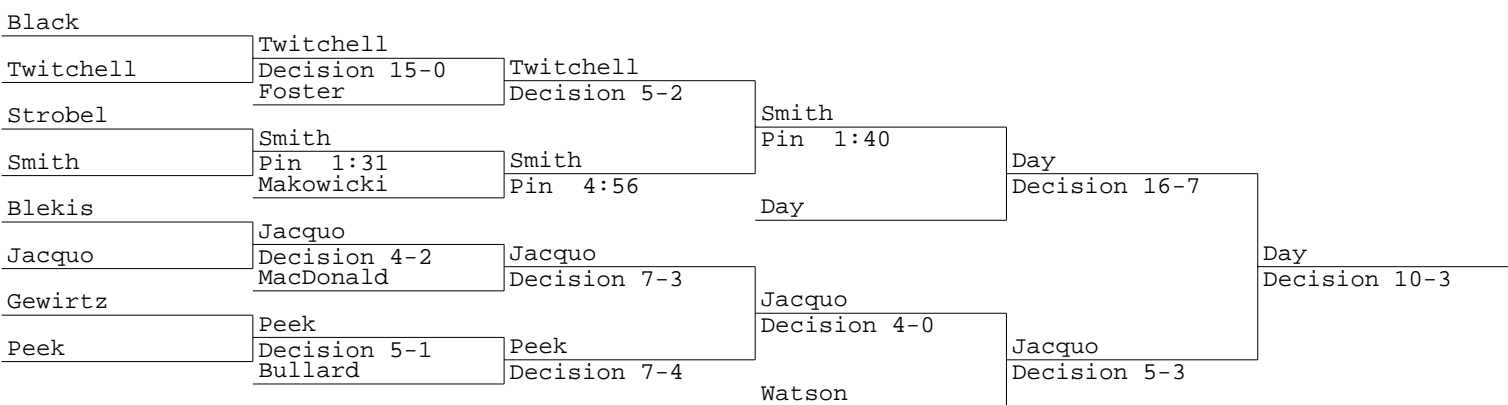 Black
Twitchell
Twitchell
Decision 15-0
Twitchell
Foster
Decision 5-2
Strobel
Smith
Smith
Pin 1:40
Smith
Pin 1:31
Smith
Day
Makowicki
Pin 4:56
Decision 16-7
Blekis
Day
Jacquo
Jacquo
Decision 4-2
Jacquo
Day
MacDonald
Decision 7-3
Decision 10-3
Gewirtz
Jacquo
Peek
Decision 4-0
Peek
Decision 5-1
Peek
Jacquo
Bullard
Decision 7-4
Decision 5-3
Watson